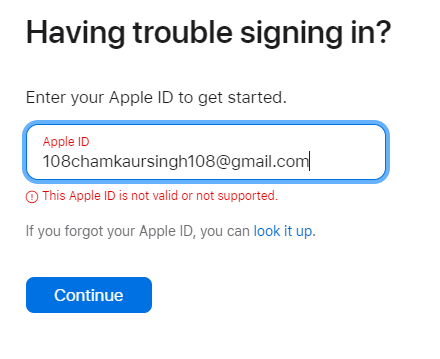 Having trouble signing in?
Enter your Apple ID to get started.
Apple ID
108chamkaursingh108@gmail.com
This Apple ID is not valid or not supported.
If you forgot your Apple ID, you can look it up.
Continue